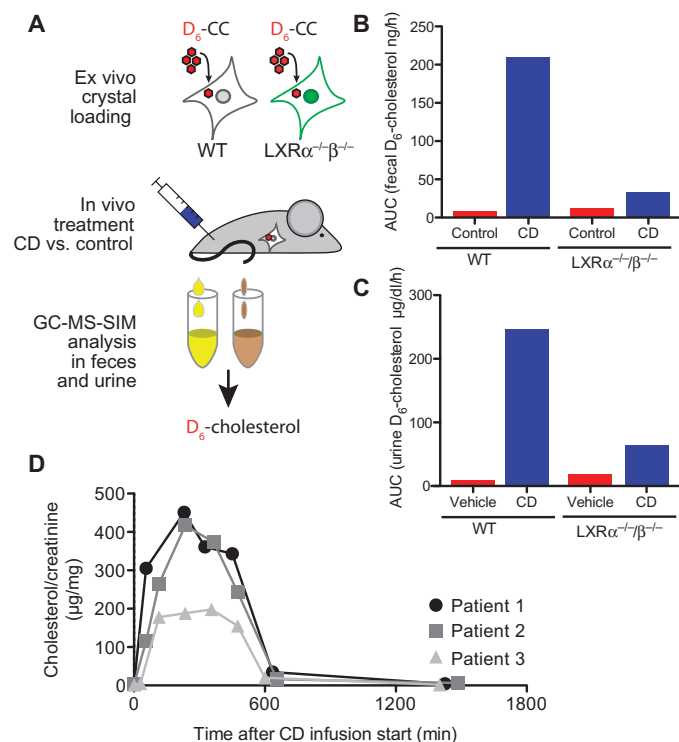 A
D6-CC D6-CC
Ex vivo
crystal
loading
WT LXRα−/−β−/−
In vivo
treatment
CD vs. control
GC-MS-SIM
analysis
in feces
and urine
D6-cholesterol
B
AUC (fecal D6-cholesterol ng/h)
250
200
150
100
50
0
Control CD Control CD
WT LXRα−/−/β−/−
C
AUC (urine D6-cholesterol µg/dl/h)
300
200
100
0
Vehicle CD Vehicle CD
WT LXRα−/−/β−/−
D
Cholesterol/creatinine
(µg/mg)
500
400
300
200
100
0
0 600 1200 1800
Time after CD infusion start (min)
Patient 1
Patient 2
Patient 3